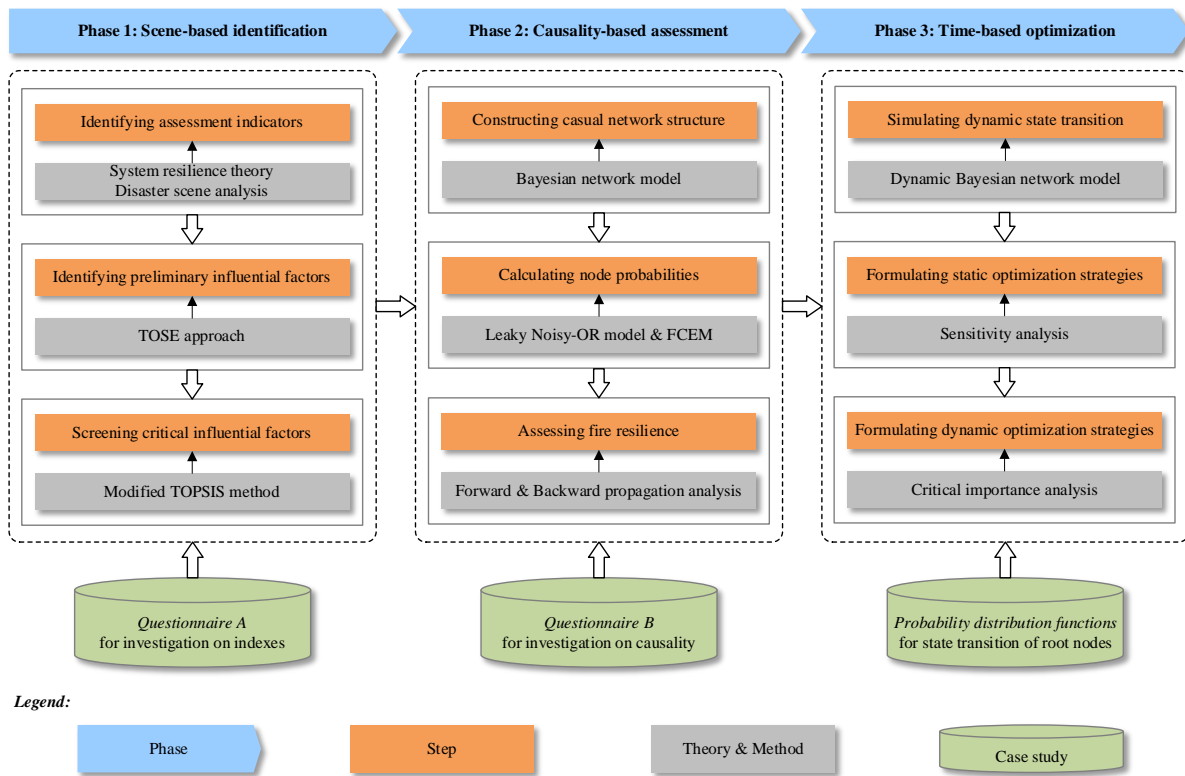 Phase 1: Scene-based identification
Phase 2: Causality-based assessment
Phase 3: Time-based optimization
Identifying assessment indicators
System resilience theory
Disaster scene analysis
Identifying preliminary influential factors
TOSE approach
Screening critical influential factors
Modified TOPSIS method
Questionnaire A
for investigation on indexes
Constructing casual network structure
Bayesian network model
Calculating node probabilities
Leaky Noisy-OR model & FCEM
Assessing fire resilience
Forward & Backward propagation analysis
Questionnaire B
for investigation on causality
Simulating dynamic state transition
Dynamic Bayesian network model
Formulating static optimization strategies
Sensitivity analysis
Formulating dynamic optimization strategies
Critical importance analysis
Probability distribution functions
for state transition of root nodes
Legend:
Phase
Step
Theory & Method
Case study